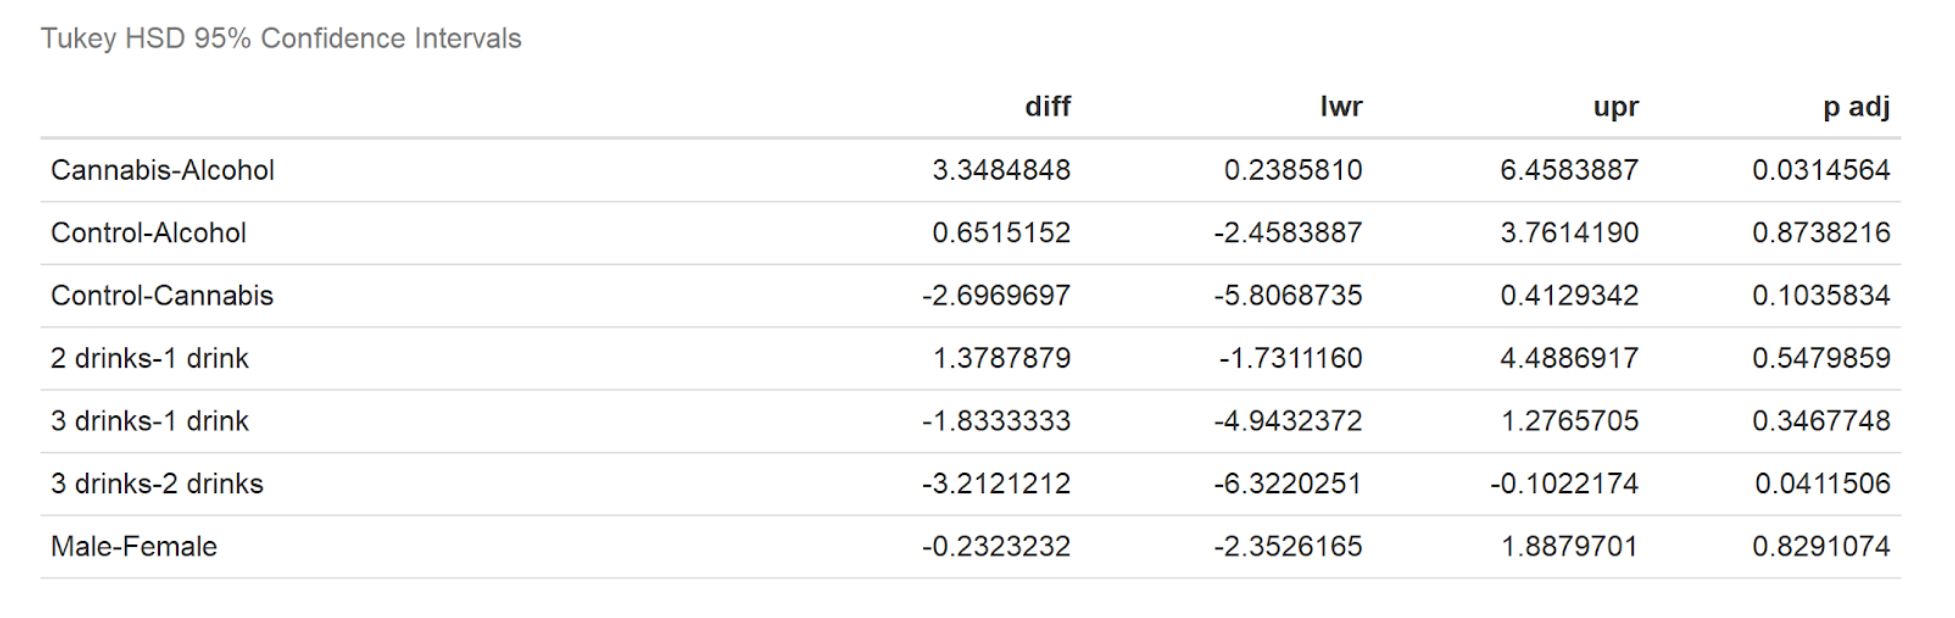 Tukey HSD 95% Confidence Intervals
diff lwr upr p adj
Cannabis-Alcohol 3.3484848 0.2385810 6.4583887 0.0314564
Control-Alcohol 0.6515152 -2.4583887 3.7614190 0.8738216
Control-Cannabis -2.6969697 -5.8068735 0.4129342 0.1035834
2 drinks-1 drink 1.3787879 -1.7311160 4.4886917 0.5479859
3 drinks-1 drink -1.8333333 -4.9432372 1.2765705 0.3467748
3 drinks-2 drinks -3.2121212 -6.3220251 -0.1022174 0.0411506
Male-Female -0.2323232 -2.3526165 1.8879701 0.8291074